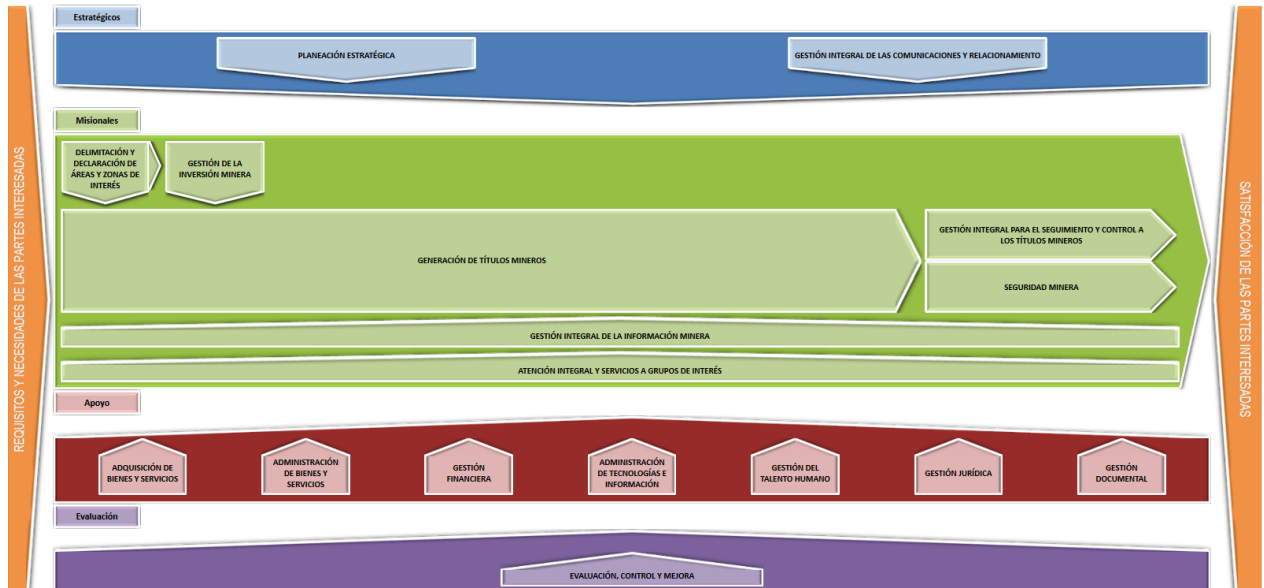 Estratégicos
PLANEACIÓN ESTRATÉGICA
GESTIÓN INTEGRAL DE LAS COMUNICACIONES Y RELACIONAMIENTO
Misionales
DELIMITACIÓN Y
DECLARACIÓN DE
ÁREAS Y ZONAS DE
INTERÉS
GESTIÓN DE LA
INVERSIÓN MINERA
GENERACIÓN DE TÍTULOS MINEROS
GESTIÓN INTEGRAL PARA EL SEGUIMIENTO Y CONTROL A
LOS TÍTULOS MINEROS
SEGURIDAD MINERA
GESTIÓN INTEGRAL DE LA INFORMACIÓN MINERA
ATENCIÓN INTEGRAL Y SERVICIOS A GRUPOS DE INTERÉS
Apoyo
ADQUISICIÓN DE
BIENES Y SERVICIOS
ADMINISTRACIÓN
DE BIENES Y
SERVICIOS
GESTIÓN
FINANCIERA
ADMINISTRACIÓN
DE TECNOLOGÍAS E
INFORMACIÓN
GESTIÓN DEL
TALENTO HUMANO
GESTIÓN JURÍDICA
GESTIÓN
DOCUMENTAL
Evaluación
EVALUACIÓN, CONTROL Y MEJORA
REQUISITOS Y NECESIDADES DE LAS PARTES INTERESADAS
SATISFACCIÓN DE LAS PARTES INTERESADAS